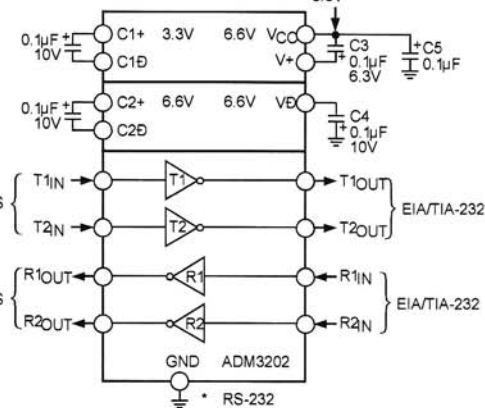 C1+ 3.3V 6.6V VCC
0.1µF
10V
C1Ð V+
C3
0.1µF
6.3V
C5
0.1µF
C2+ 6.6V 6.6V VÐ
0.1µF
10V
C2Ð
C4
0.1µF
10V
T1IN T1 T1OUT
T2IN T2 T2OUT
EIA/TIA-232
R1OUT R1 R1IN
R2OUT R2 R2IN
EIA/TIA-232
GND ADM3202
* RS-232